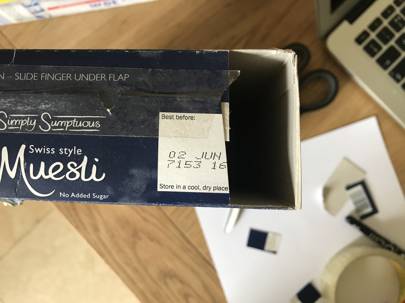 N - SLIDE FINGER UNDER FLAP
Simply Sumptuous
Swiss style
Muesli
No Added Sugar
Best before:
02 JUN
7153 16
Store in a cool, dry place